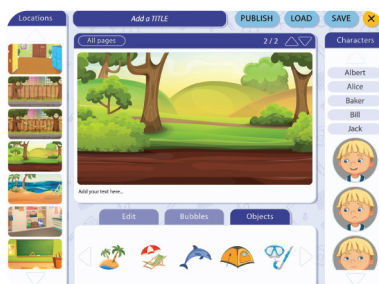 Locations
Add a TITLE
PUBLISH
LOAD
SAVE
All pages
2 / 2
Characters
Albert
Alice
Baker
Bill
Jack
Add your text here...
Edit
Bubbles
Objects